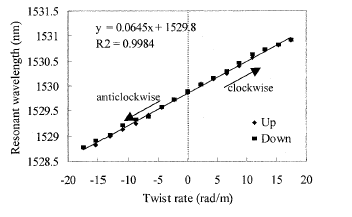 1531.5
y = 0.0645x + 1529.8
R2 = 0.9984
1531
1530.5
1530
1529.5
1529
1528.5
Resonant wavelength (nm)
anticlockwise
clockwise
Up
Down
-20 -15 -10 -5 0 5 10 15 20
Twist rate (rad/m)